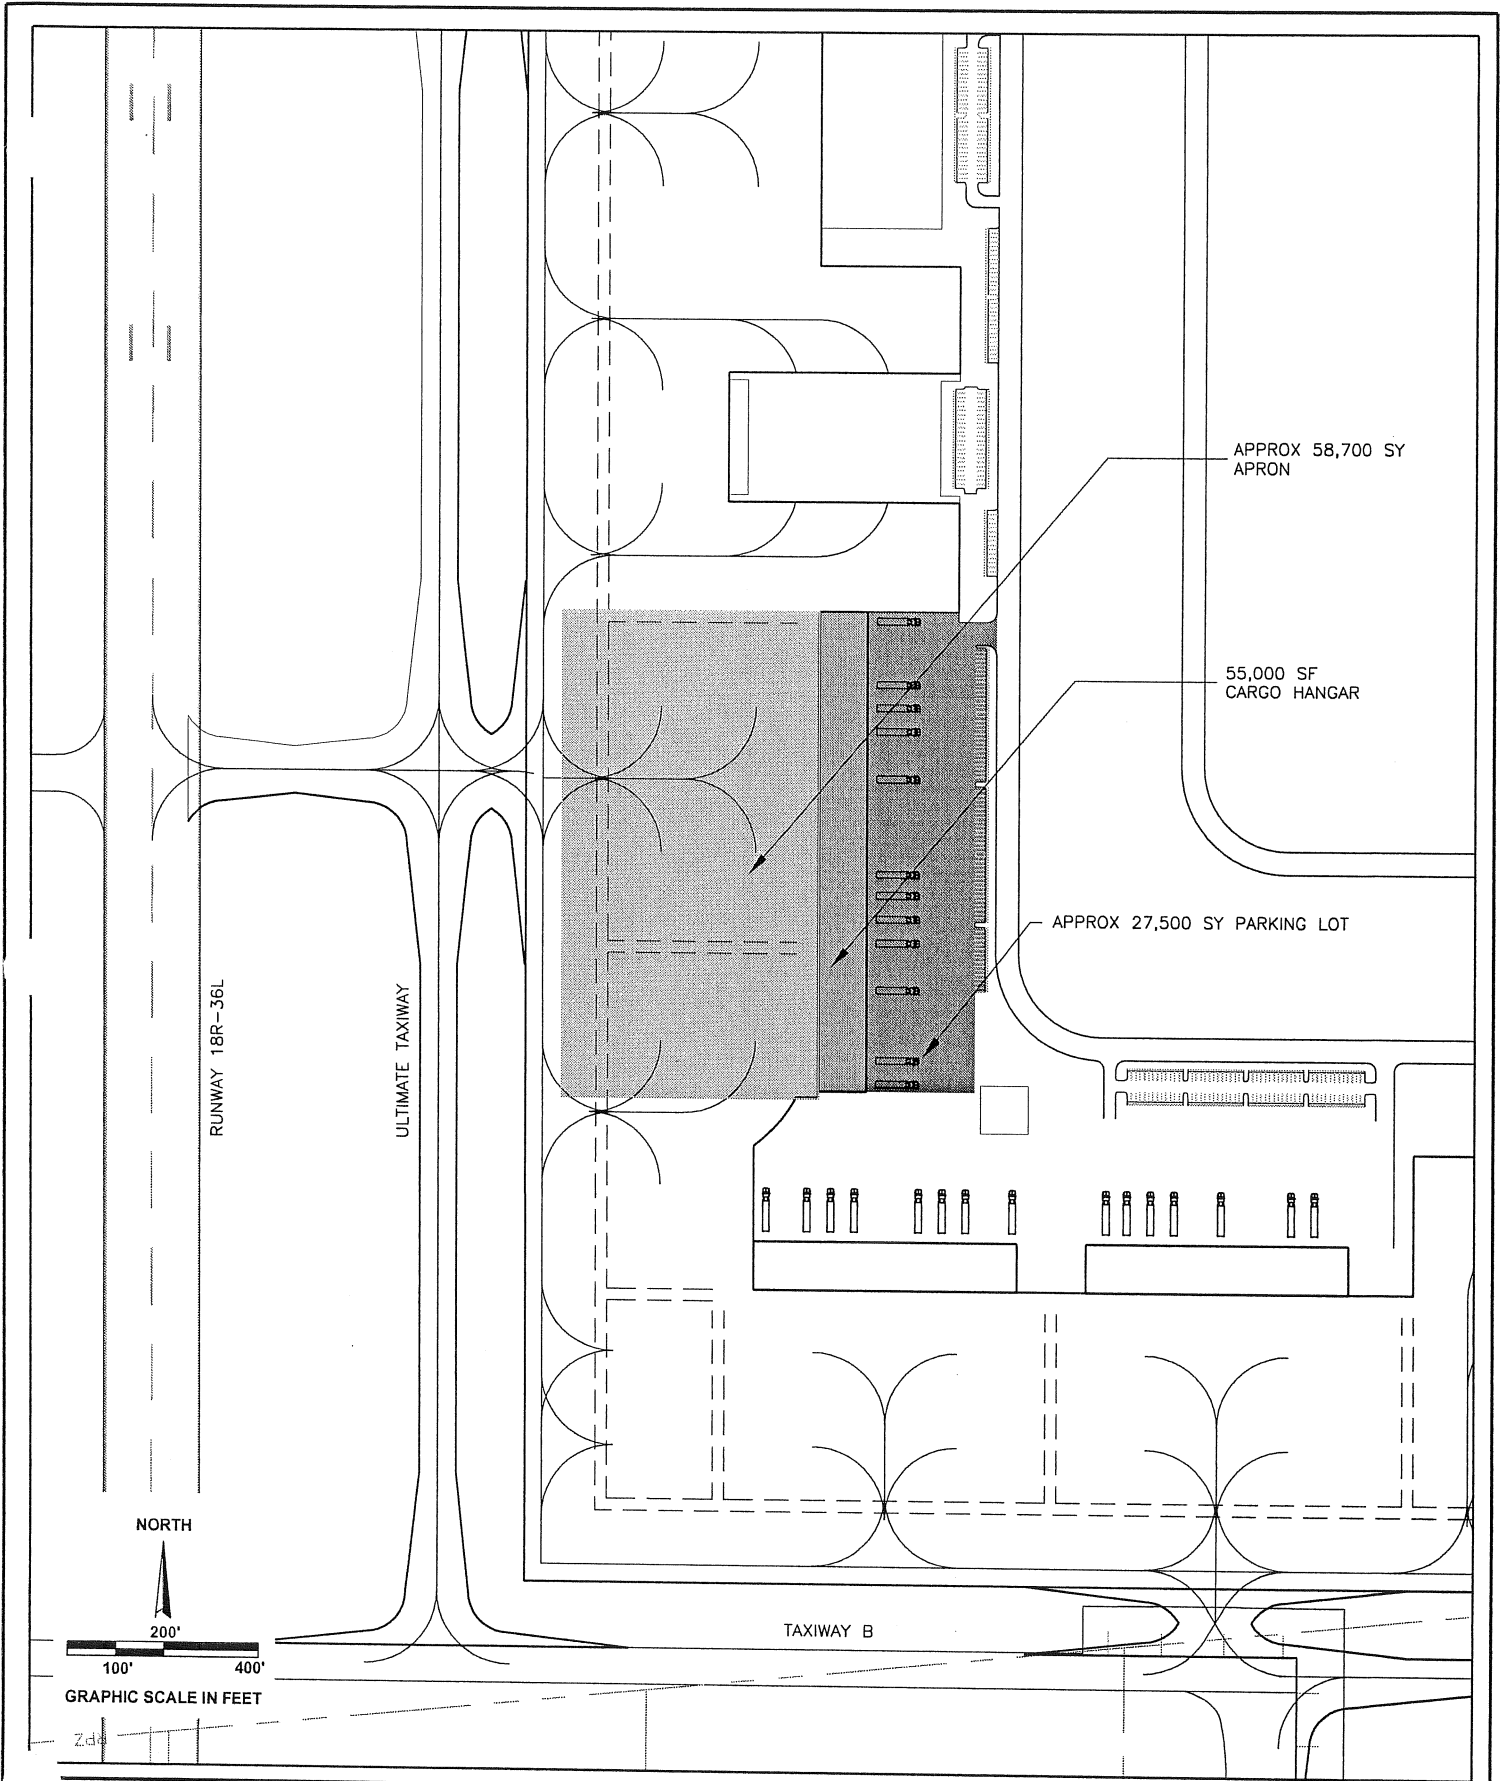 APPROX 58,700 SY
APRON
55,000 SF
CARGO HANGAR
APPROX 27,500 SY PARKING LOT
RUNWAY 18R-36L
ULTIMATE TAXIWAY
NORTH
200'
100' 400'
GRAPHIC SCALE IN FEET
TAXIWAY B
RPZ